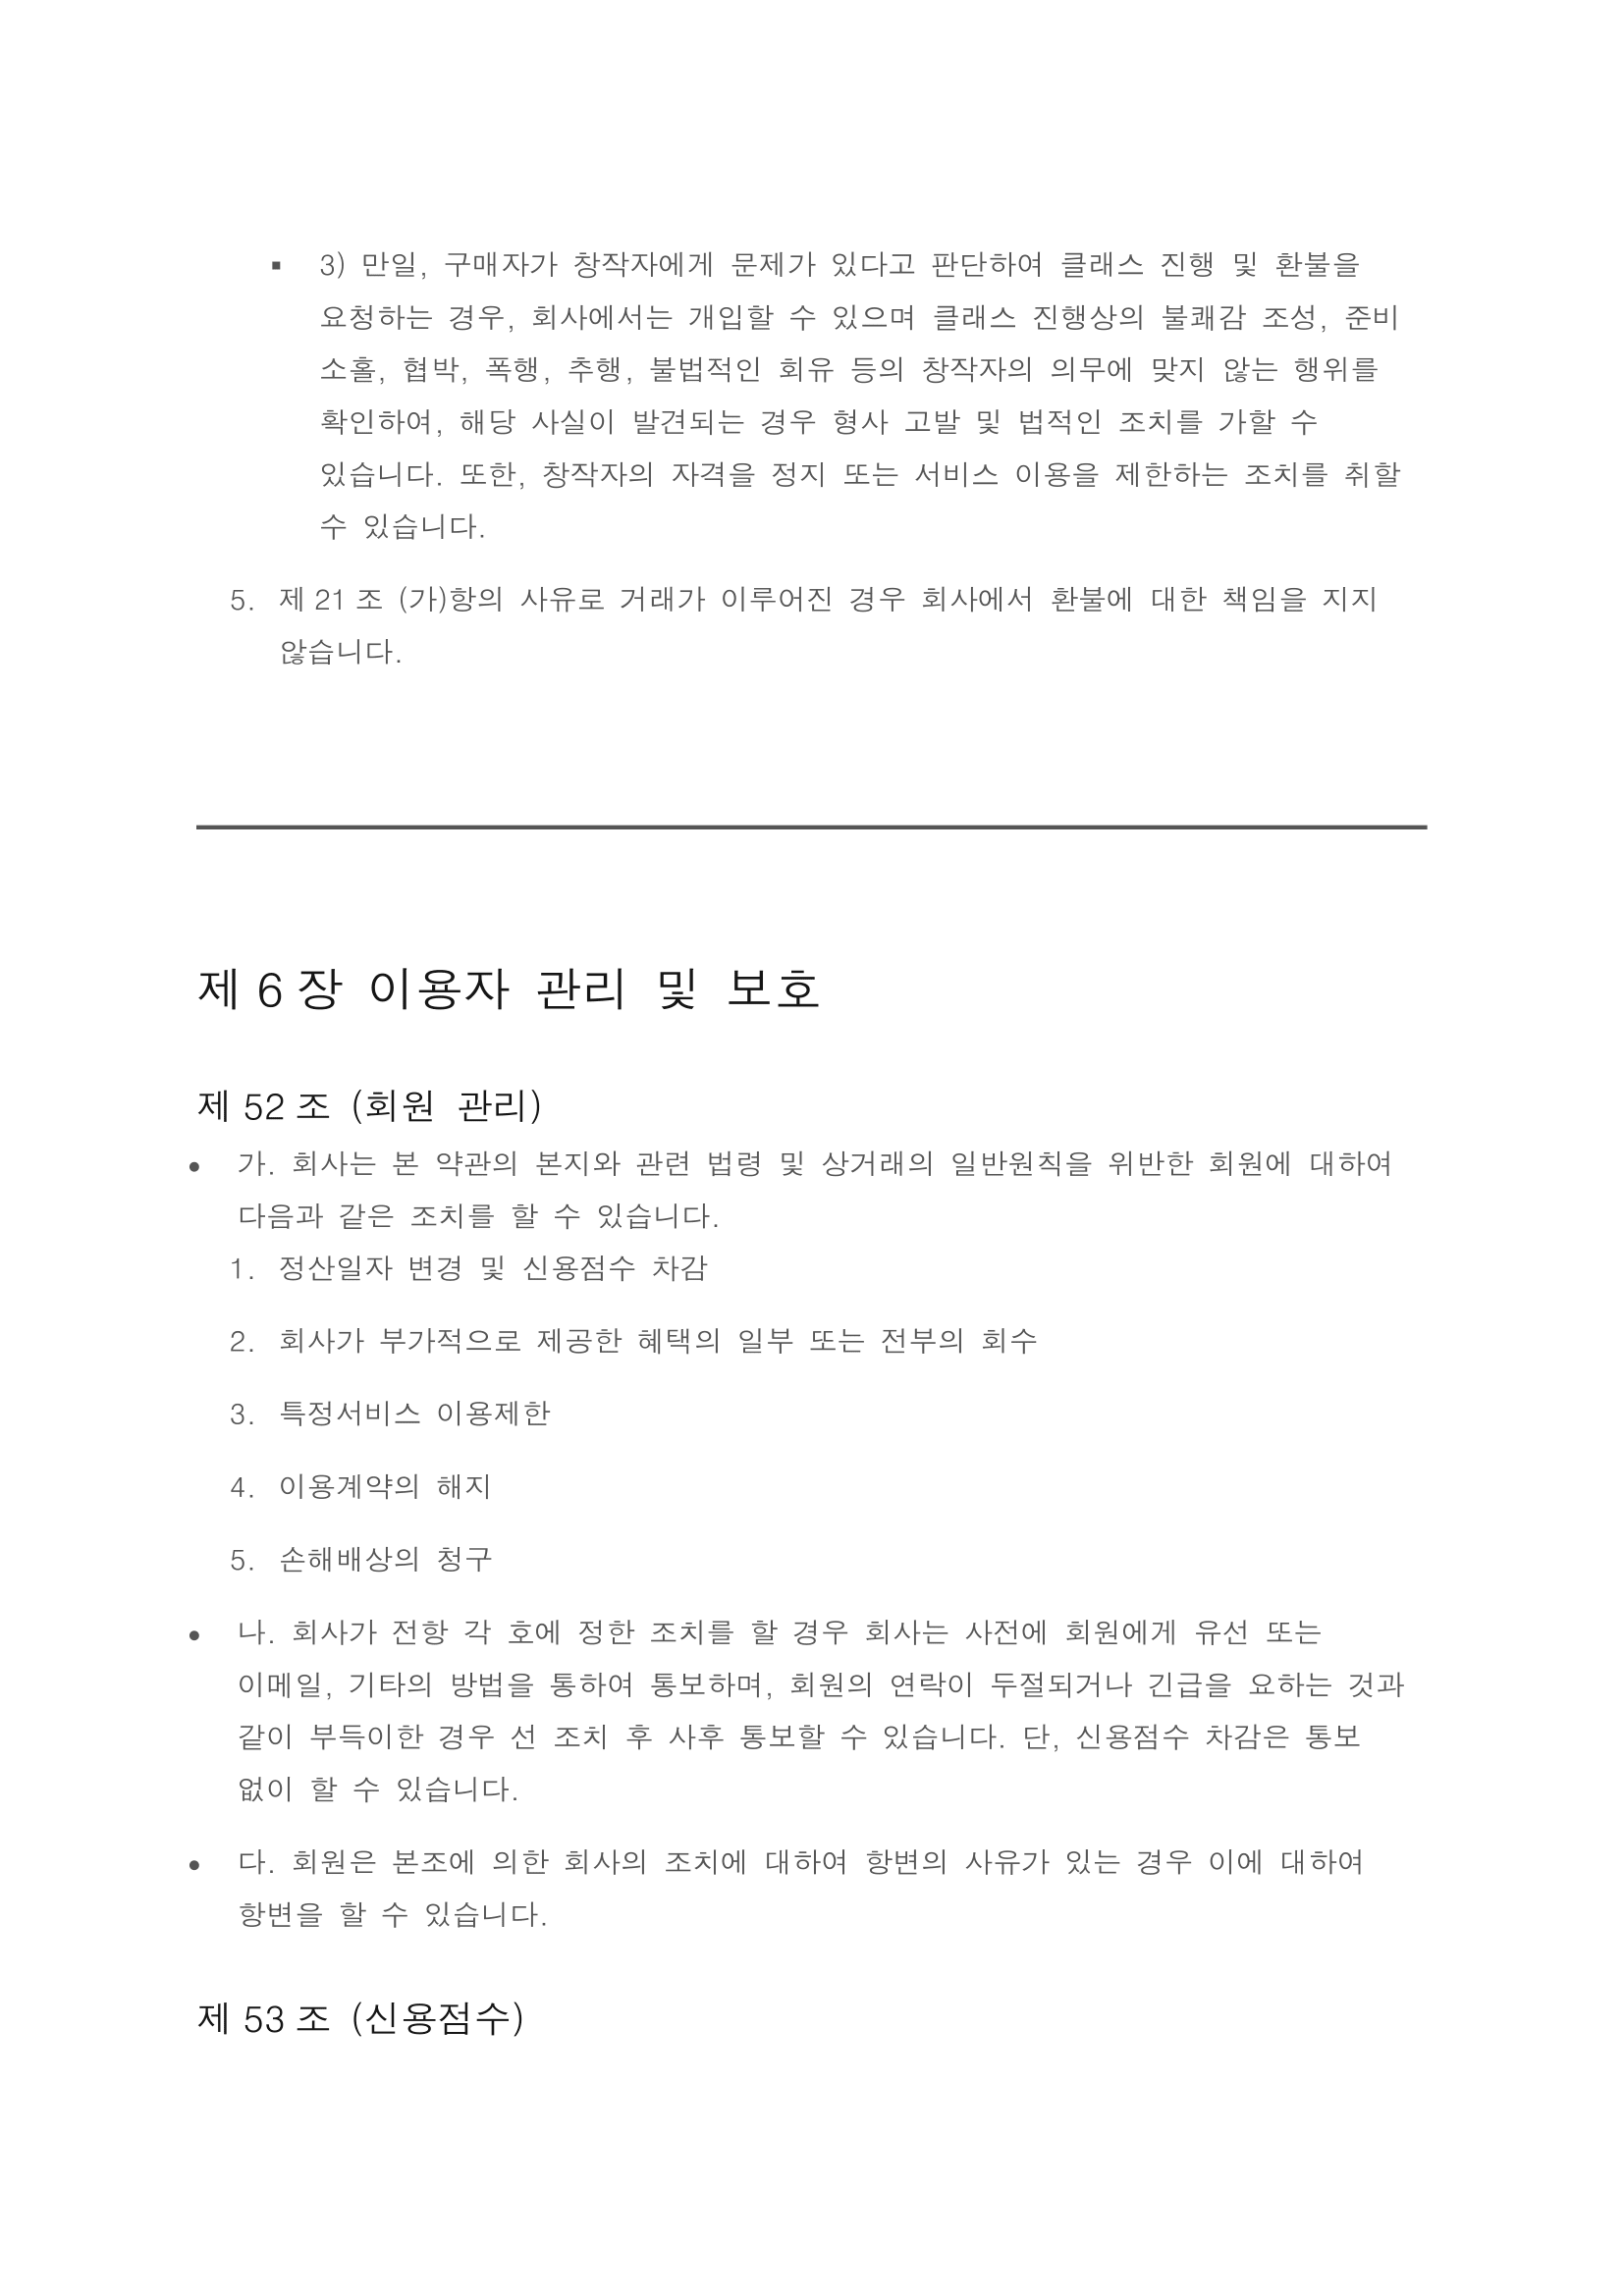 ▪ 3) 만일, 구매자가 창작자에게 문제가 있다고 판단하여 클래스 진행 및 환불을
요청하는 경우, 회사에서는 개입할 수 있으며 클래스 진행상의 불쾌감 조성, 준비
소홀, 협박, 폭행, 추행, 불법적인 회유 등의 창작자의 의무에 맞지 않는 행위를
확인하여, 해당 사실이 발견되는 경우 형사 고발 및 법적인 조치를 가할 수
있습니다. 또한, 창작자의 자격을 정지 또는 서비스 이용을 제한하는 조치를 취할
수 있습니다.
5. 제 21 조 (가)항의 사유로 거래가 이루어진 경우 회사에서 환불에 대한 책임을 지지
않습니다.
제 6 장 이용자 관리 및 보호
제 52 조 (회원 관리)
• 가. 회사는 본 약관의 본지와 관련 법령 및 상거래의 일반원칙을 위반한 회원에 대하여
다음과 같은 조치를 할 수 있습니다.
1. 정산일자 변경 및 신용점수 차감
2. 회사가 부가적으로 제공한 혜택의 일부 또는 전부의 회수
3. 특정서비스 이용제한
4. 이용계약의 해지
5. 손해배상의 청구
• 나. 회사가 전항 각 호에 정한 조치를 할 경우 회사는 사전에 회원에게 유선 또는
이메일, 기타의 방법을 통하여 통보하며, 회원의 연락이 두절되거나 긴급을 요하는 것과
같이 부득이한 경우 선 조치 후 사후 통보할 수 있습니다. 단, 신용점수 차감은 통보
없이 할 수 있습니다.
• 다. 회원은 본조에 의한 회사의 조치에 대하여 항변의 사유가 있는 경우 이에 대하여
항변을 할 수 있습니다.
제 53 조 (신용점수)